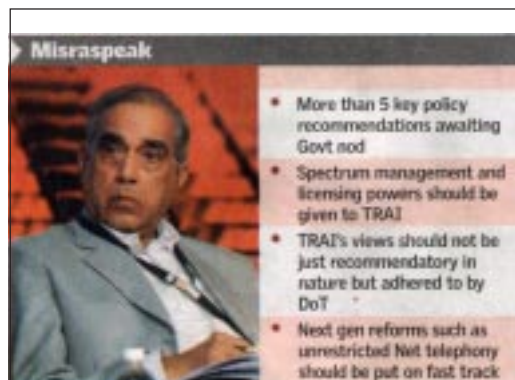 Misraspeak
• More than 5 key policy
recommendations awaiting
Govt nod
• Spectrum management and
licensing powers should be
given to TRAI
• TRAI's views should not be
just recommendatory in
nature but adhered to by
DoT
• Next gen reforms such as
unrestricted Net telephony
should be put on fast track